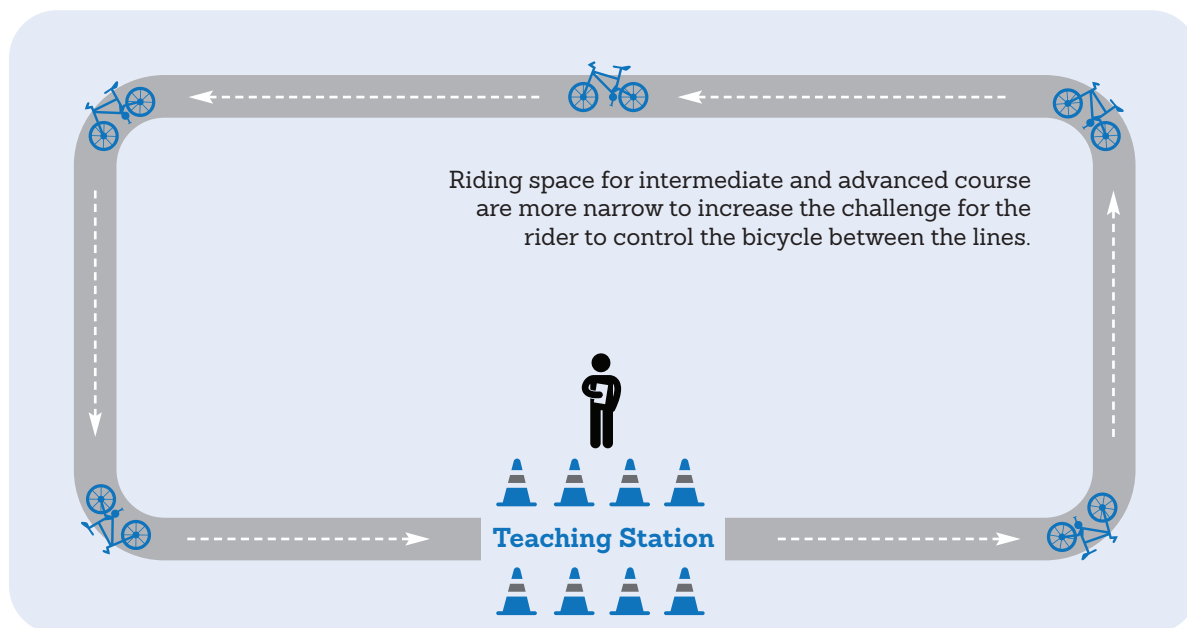 Riding space for intermediate and advanced course
are more narrow to increase the challenge for the
rider to control the bicycle between the lines.
Teaching Station